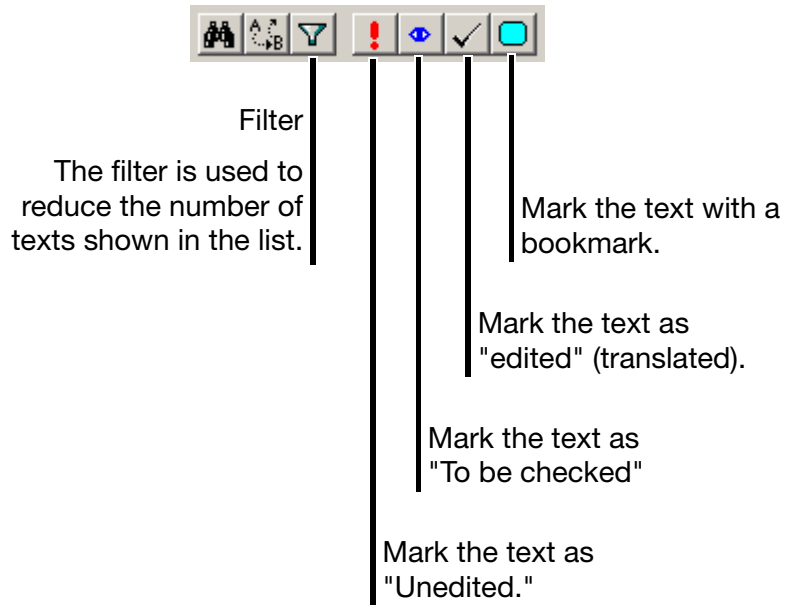 A
B
Filter
The filter is used to
reduce the number of
texts shown in the list.
Mark the text with a
bookmark.
Mark the text as
"edited" (translated).
Mark the text as
"To be checked"
Mark the text as
"Unedited."